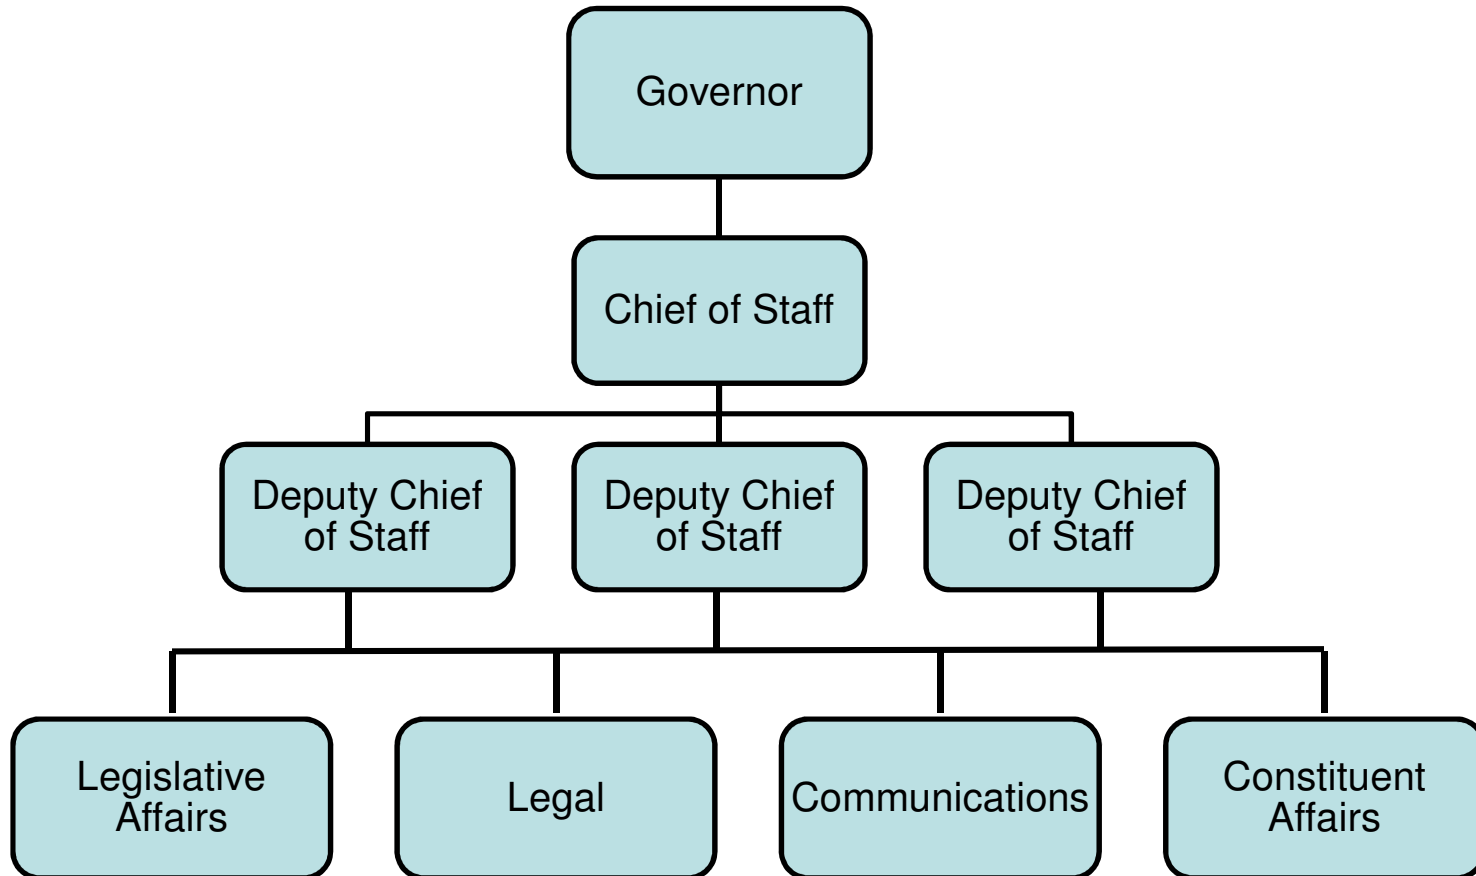 Governor
Chief of Staff
Deputy Chief
of Staff
Deputy Chief
of Staff
Deputy Chief
of Staff
Legislative
Affairs
Legal
Communications
Constituent
Affairs